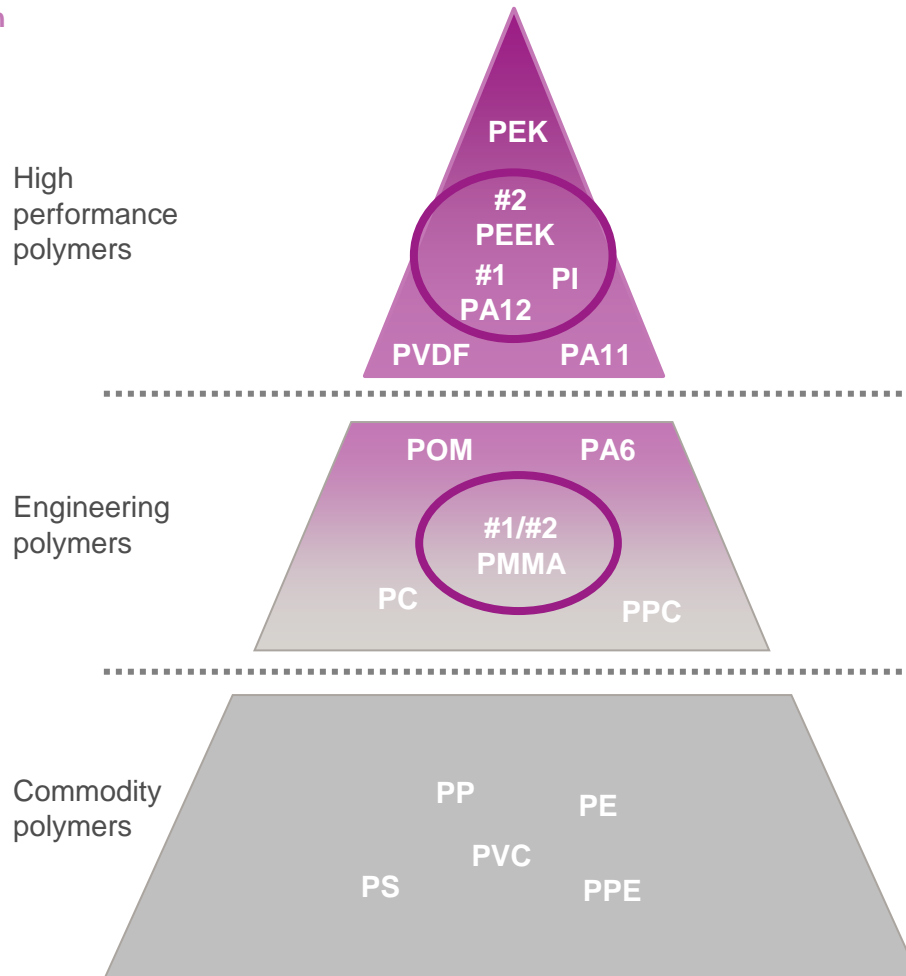 High
performance
polymers
PEK
#2
PEEK
#1
PI
PA12
PVDF
PA11
Engineering
polymers
POM
PA6
#1/#2
PMMA
PC
PPC
Commodity
polymers
PP
PE
PVC
PS
PPE